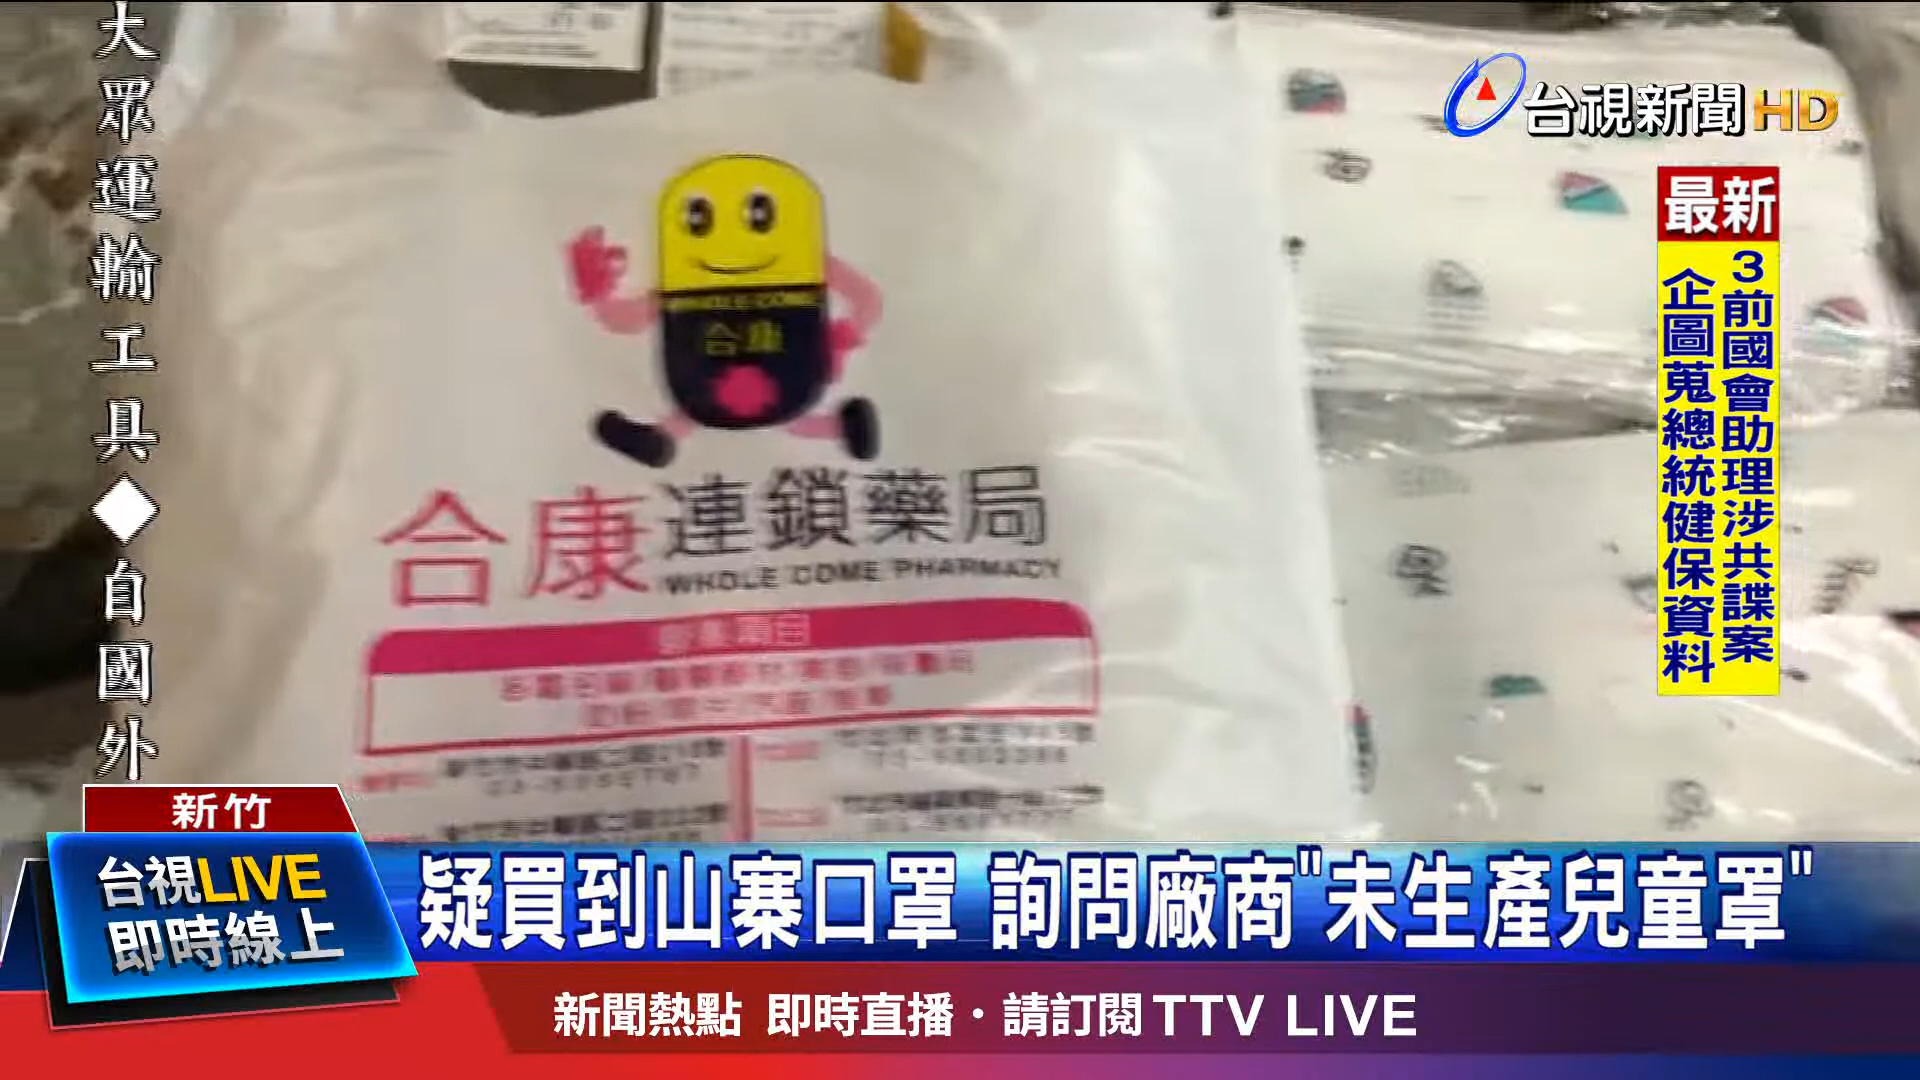 大眾運輸工具◆自國外
台視新聞HD
最新
3前國會助理涉共諜案
企圖蒐總統健保資料
合康
合康連鎖藥局
WHOLE COME PHARMACY
新竹
台視LIVE
即時線上
疑買到山寨口罩 詢問廠商"未生產兒童罩"
新聞熱點 即時直播·請訂閱TTV LIVE